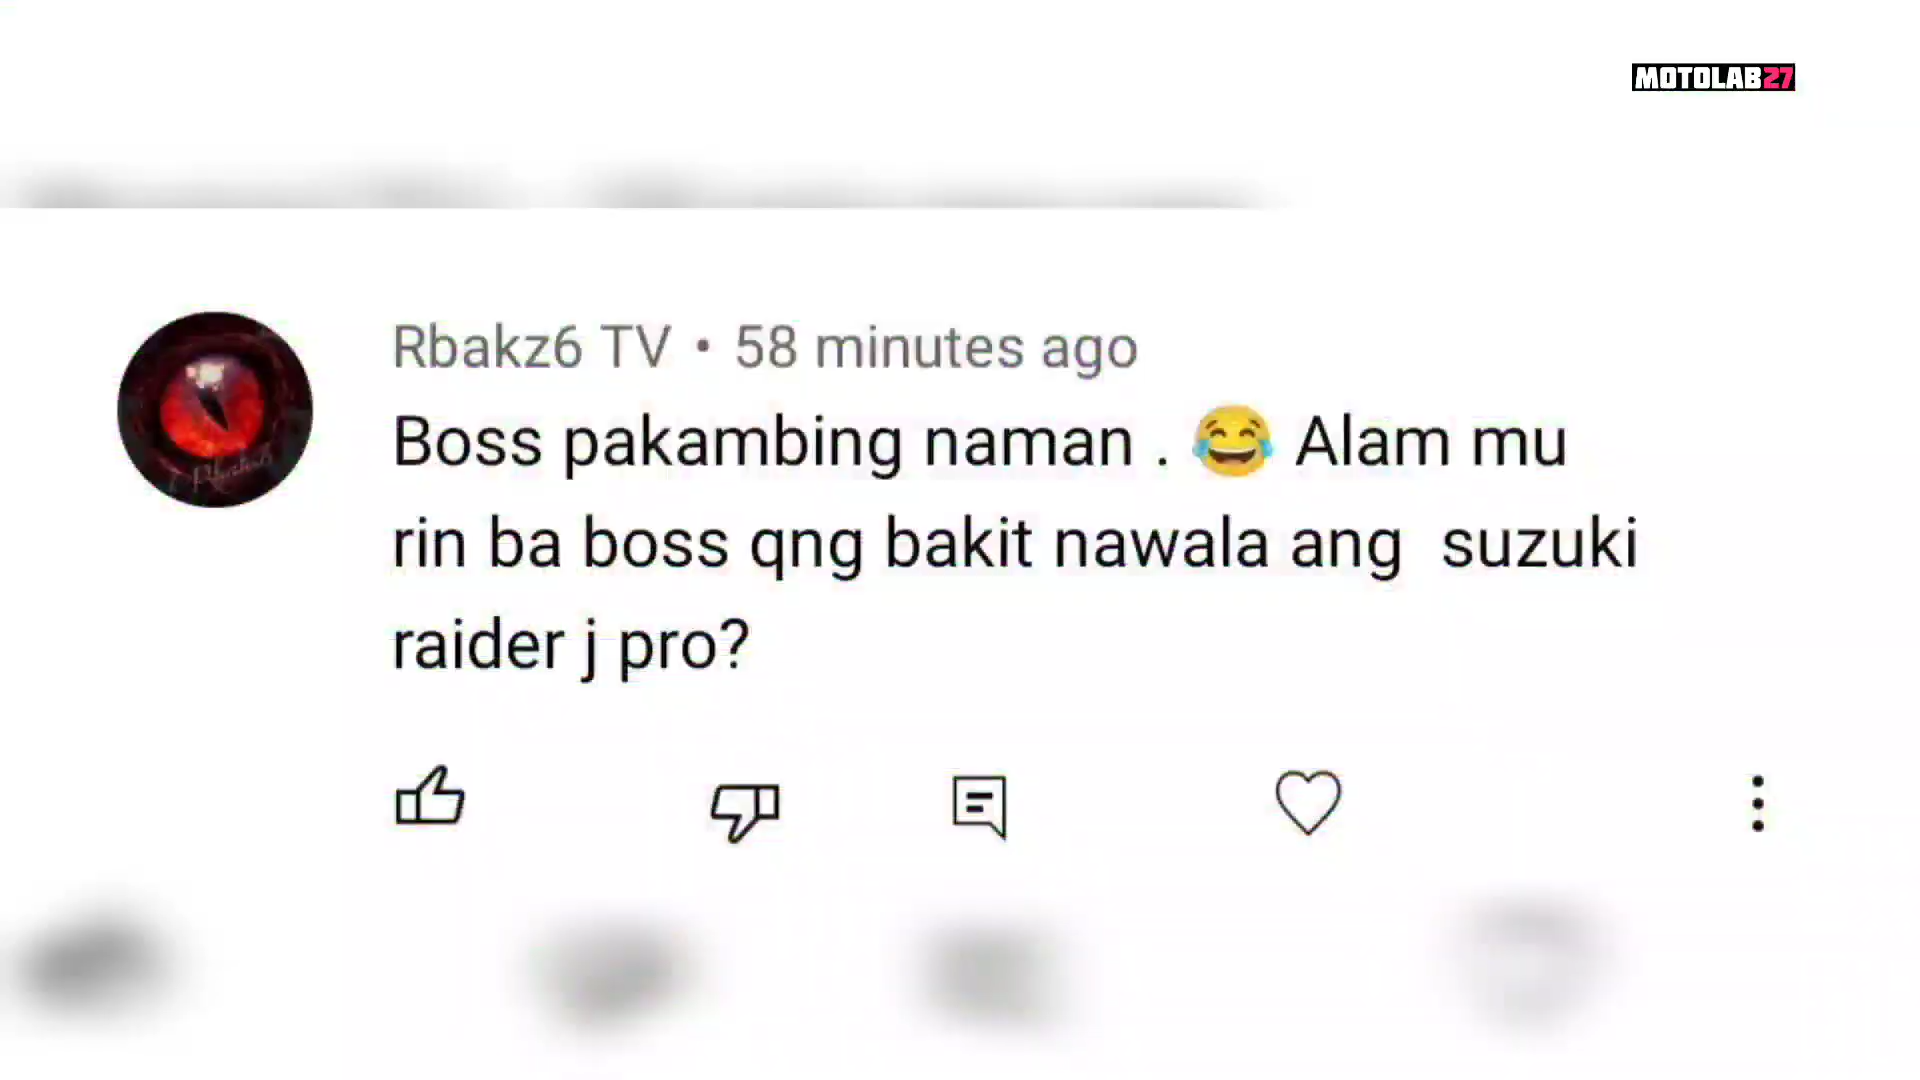 MOTOLAB27
Rbakz6 TV • 58 minutes ago
Boss pakambing naman . 😂 Alam mu
rin ba boss qng bakit nawala ang suzuki
raider j pro?